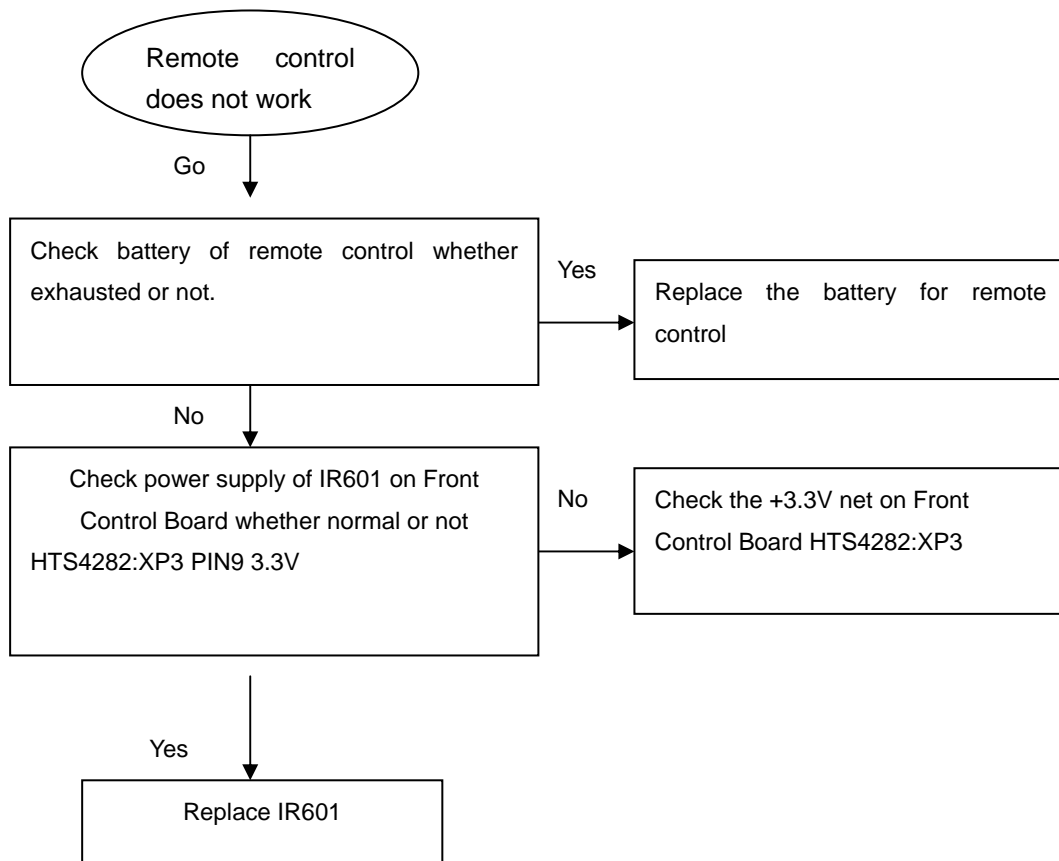 Remote control
does not work
Go
Check battery of remote control whether
exhausted or not.
Yes
Replace the battery for remote
control
No
Check power supply of IR601 on Front
Control Board whether normal or not
HTS4282:XP3 PIN9 3.3V
No
Check the +3.3V net on Front
Control Board HTS4282:XP3
Yes
Replace IR601